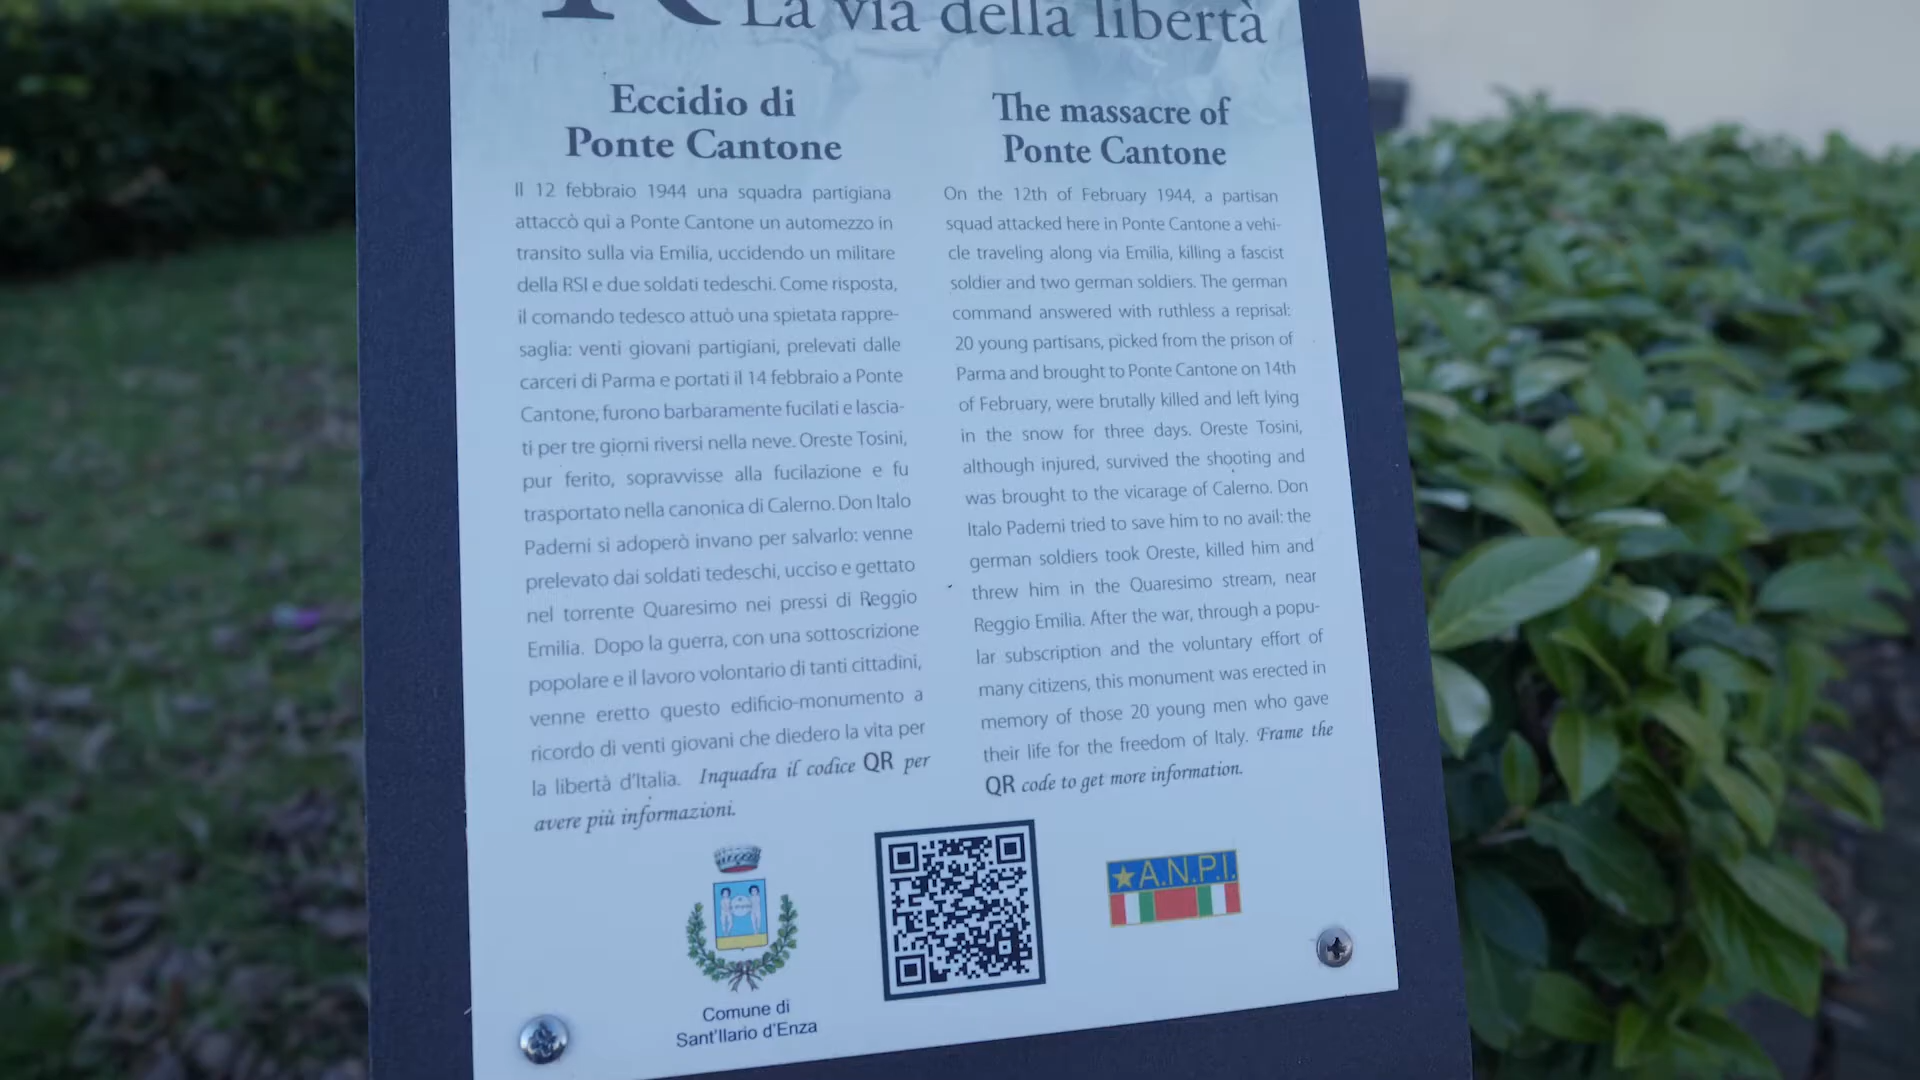 La via della libertà
Eccidio di
Ponte Cantone
Il 12 febbraio 1944 una squadra partigiana
attaccò qui a Ponte Cantone un automezzo in
transito sulla via Emilia, uccidendo un militare
della RSI e due soldati tedeschi. Come risposta,
il comando tedesco attuò una spietata rappre-
saglia: venti giovani partigiani, prelevati dalle
carceri di Parma e portati il 14 febbraio a Ponte
Cantone, furono barbaramente fucilati e lascia-
ti per tre giorni riversi nella neve. Oreste Tosini,
pur ferito, sopravvisse alla fucilazione e fu
trasportato nella canonica di Calerno. Don Italo
Paderni si adoperò invano per salvarlo: venne
prelevato dai soldati tedeschi, ucciso e gettato
nel torrente Quaresimo nei pressi di Reggio
Emilia. Dopo la guerra, con una sottoscrizione
popolare e il lavoro volontario di tanti cittadini,
venne eretto questo edificio-monumento a
ricordo di venti giovani che diedero la vita per
la libertà d'Italia. Inquadra il codice QR per
avere più informazioni.
The massacre of
Ponte Cantone
On the 12th of February 1944, a partisan
squad attacked here in Ponte Cantone a vehi-
cle traveling along via Emilia, killing a fascist
soldier and two german soldiers. The german
command answered with ruthless a reprisal:
20 young partisans, picked from the prison of
Parma and brought to Ponte Cantone on 14th
of February, were brutally killed and left lying
in the snow for three days. Oreste Tosini,
although injured, survived the shooting and
was brought to the vicarage of Calerno. Don
Italo Paderni tried to save him to no avail: the
german soldiers took Oreste, killed him and
threw him in the Quaresimo stream, near
Reggio Emilia. After the war, through a popu-
lar subscription and the voluntary effort of
many citizens, this monument was erected in
memory of those 20 young men who gave
their life for the freedom of Italy. Frame the
QR code to get more information.
Comune di
Sant'Ilario d'Enza
A.N.P.I.